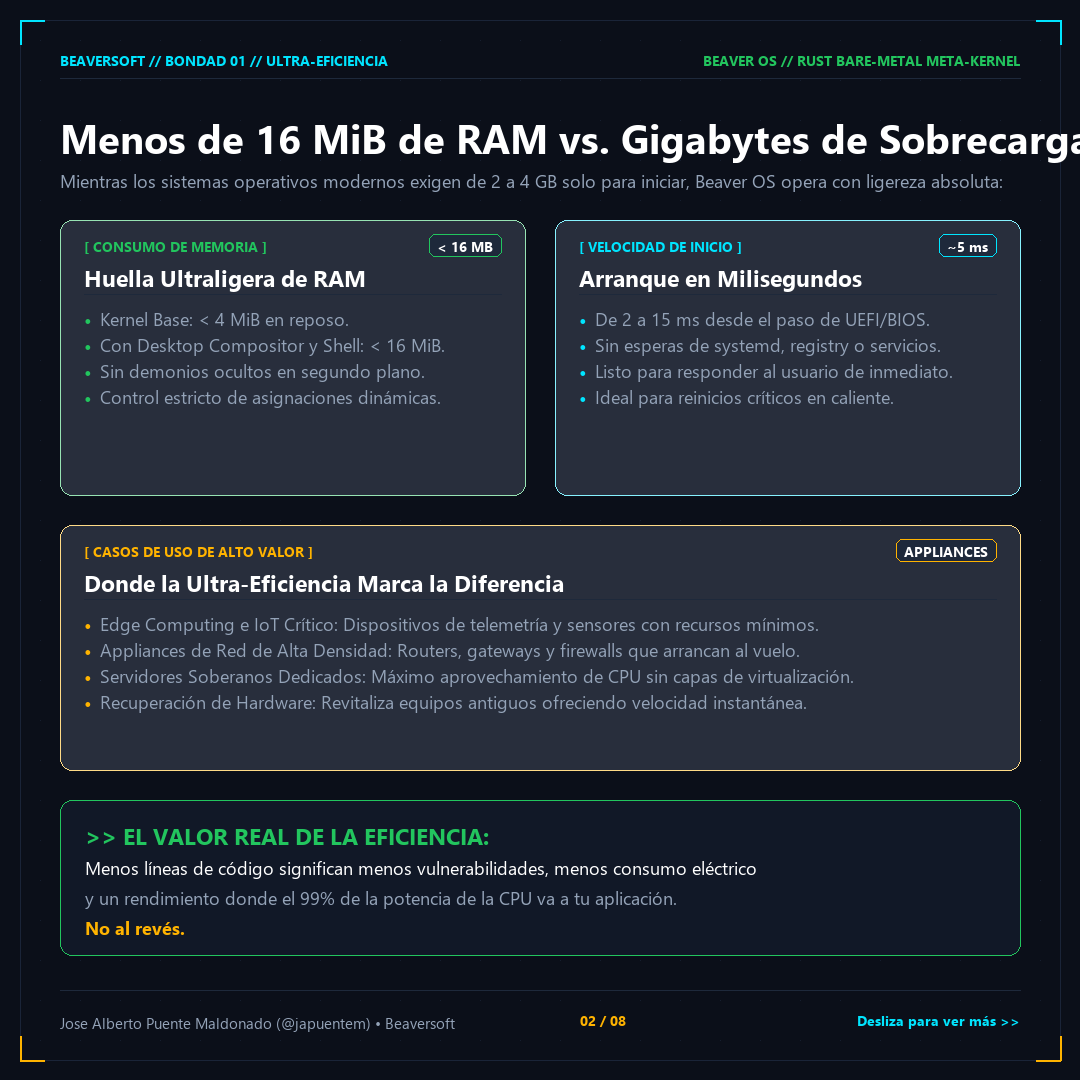 BEAVERSOFT // BONDAD 01 // ULTRA-EFICIENCIA
BEAVER OS // RUST BARE-METAL META-KERNEL
Menos de 16 MiB de RAM vs. Gigabytes de Sobrecarga
Mientras los sistemas operativos modernos exigen de 2 a 4 GB solo para iniciar, Beaver OS opera con ligereza absoluta:
[ CONSUMO DE MEMORIA ]
< 16 MB
Huella Ultraligera de RAM
• Kernel Base: < 4 MiB en reposo.
• Con Desktop Compositor y Shell: < 16 MiB.
• Sin demonios ocultos en segundo plano.
• Control estricto de asignaciones dinámicas.
[ VELOCIDAD DE INICIO ]
~5 ms
Arranque en Milisegundos
• De 2 a 15 ms desde el paso de UEFI/BIOS.
• Sin esperas de systemd, registry o servicios.
• Listo para responder al usuario de inmediato.
• Ideal para reinicios críticos en caliente.
[ CASOS DE USO DE ALTO VALOR ]
APPLIANCES
Donde la Ultra-Eficiencia Marca la Diferencia
• Edge Computing e IoT Crítico: Dispositivos de telemetría y sensores con recursos mínimos.
• Appliances de Red de Alta Densidad: Routers, gateways y firewalls que arrancan al vuelo.
• Servidores Soberanos Dedicados: Máximo aprovechamiento de CPU sin capas de virtualización.
• Recuperación de Hardware: Revitaliza equipos antiguos ofreciendo velocidad instantánea.
>> EL VALOR REAL DE LA EFICIENCIA:
Menos líneas de código significan menos vulnerabilidades, menos consumo eléctrico
y un rendimiento donde el 99% de la potencia de la CPU va a tu aplicación.
No al revés.
Jose Alberto Puente Maldonado (@japuentem) • Beaversoft
02 / 08
Desliza para ver más >>